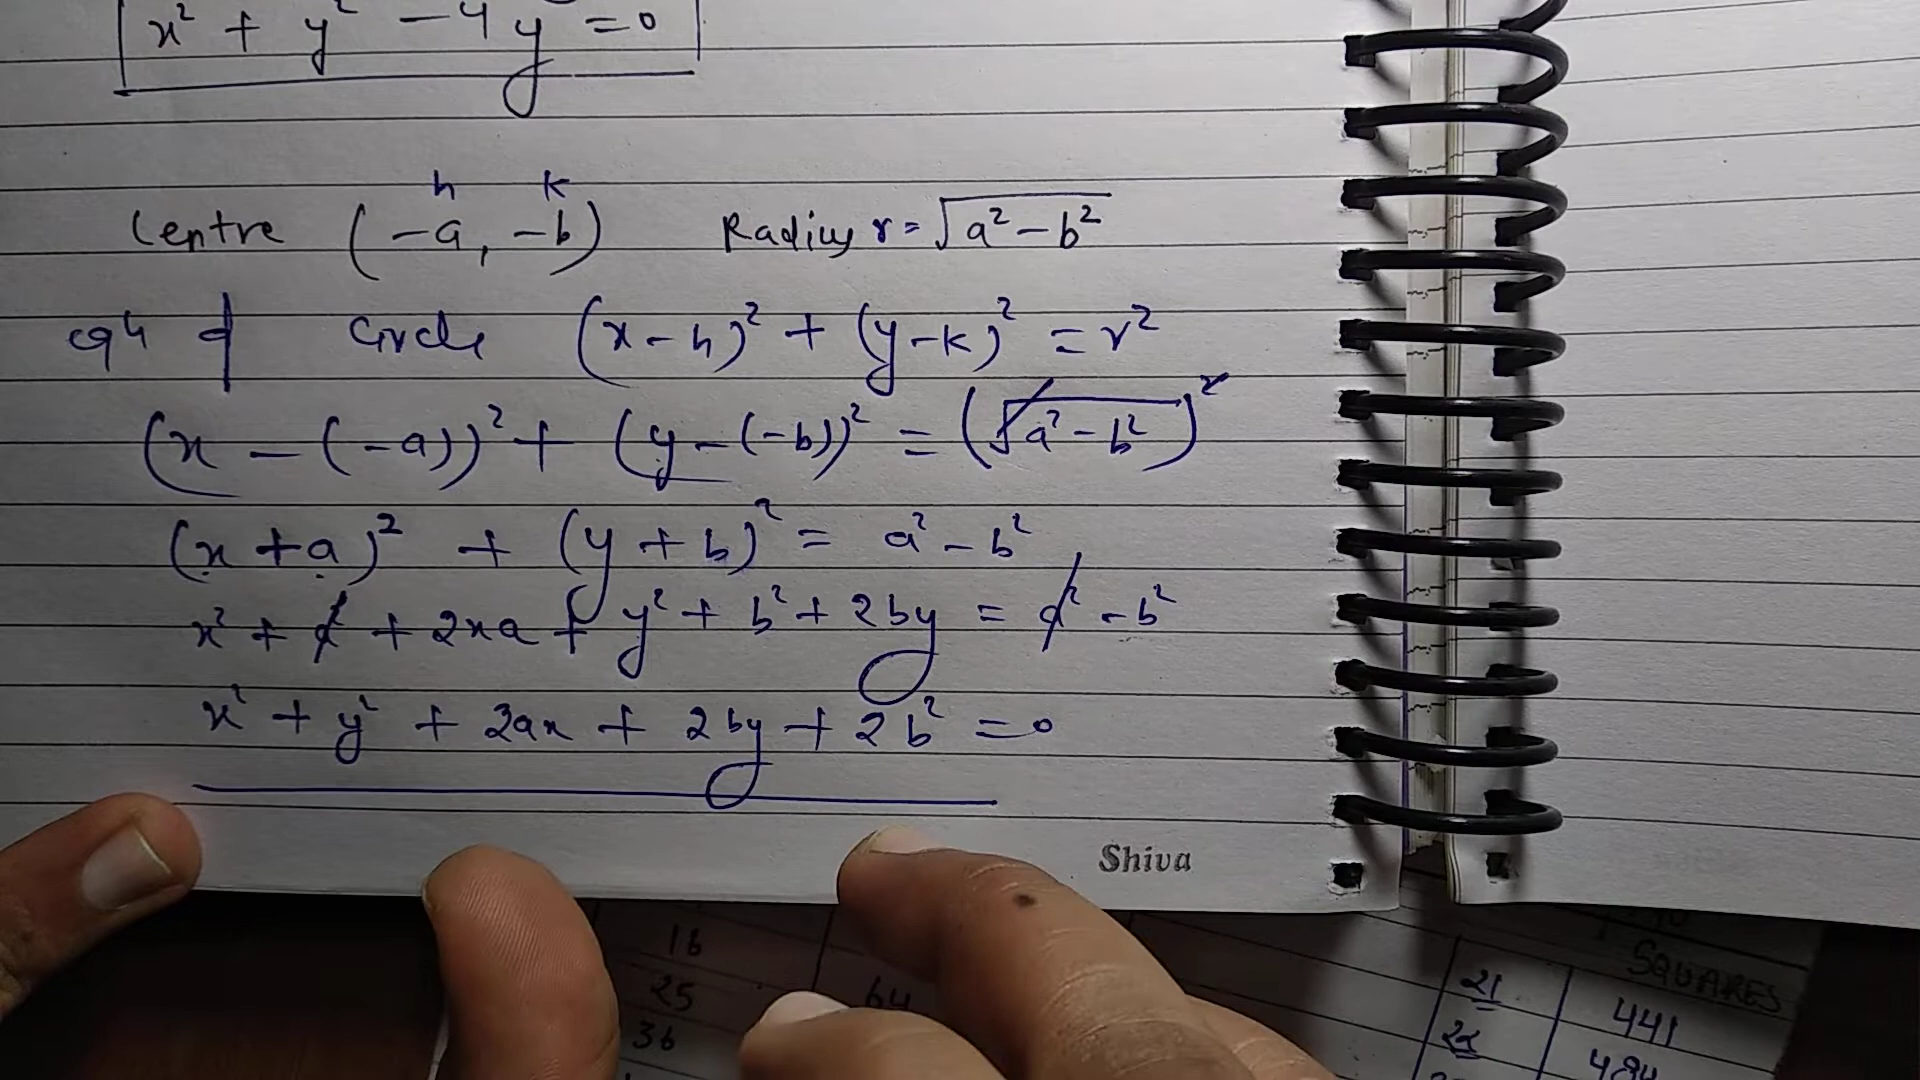 x² + y² - 4y = 0
h k
Centre (-a, -b) Radius r = √a² - b²
eqn of Circle (x - h)² + (y - k)² = r²
(x - (-a))² + (y - (-b))² = (√a² - b²)²
(x + a)² + (y + b)² = a² - b²
x² + a² + 2xa + y² + b² + 2by = a² - b²
x² + y² + 2ax + 2by + 2b² = 0
Shiva
16
25 64
36
SQUARES
21 441
22 484